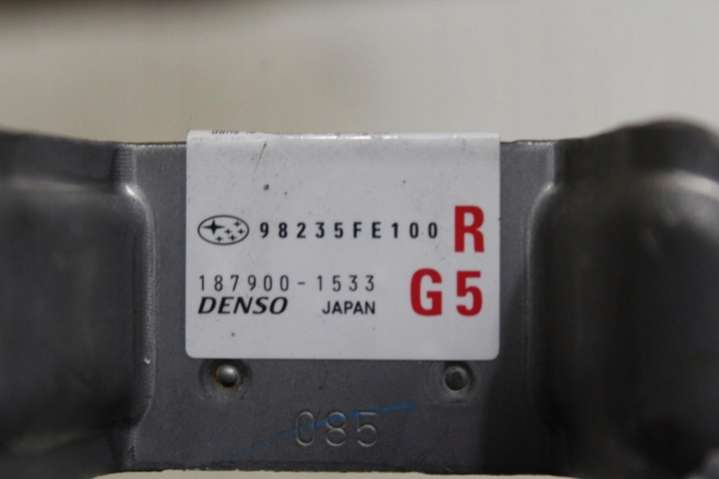 98235FE100 R
187900-1533 G5
DENSO JAPAN
085